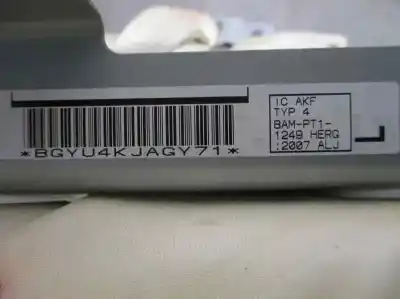 IC AKF
TYP 4
BAM-PT1-
1249 HERG
:2007 ALJ
*BGYU4KJAGY71*